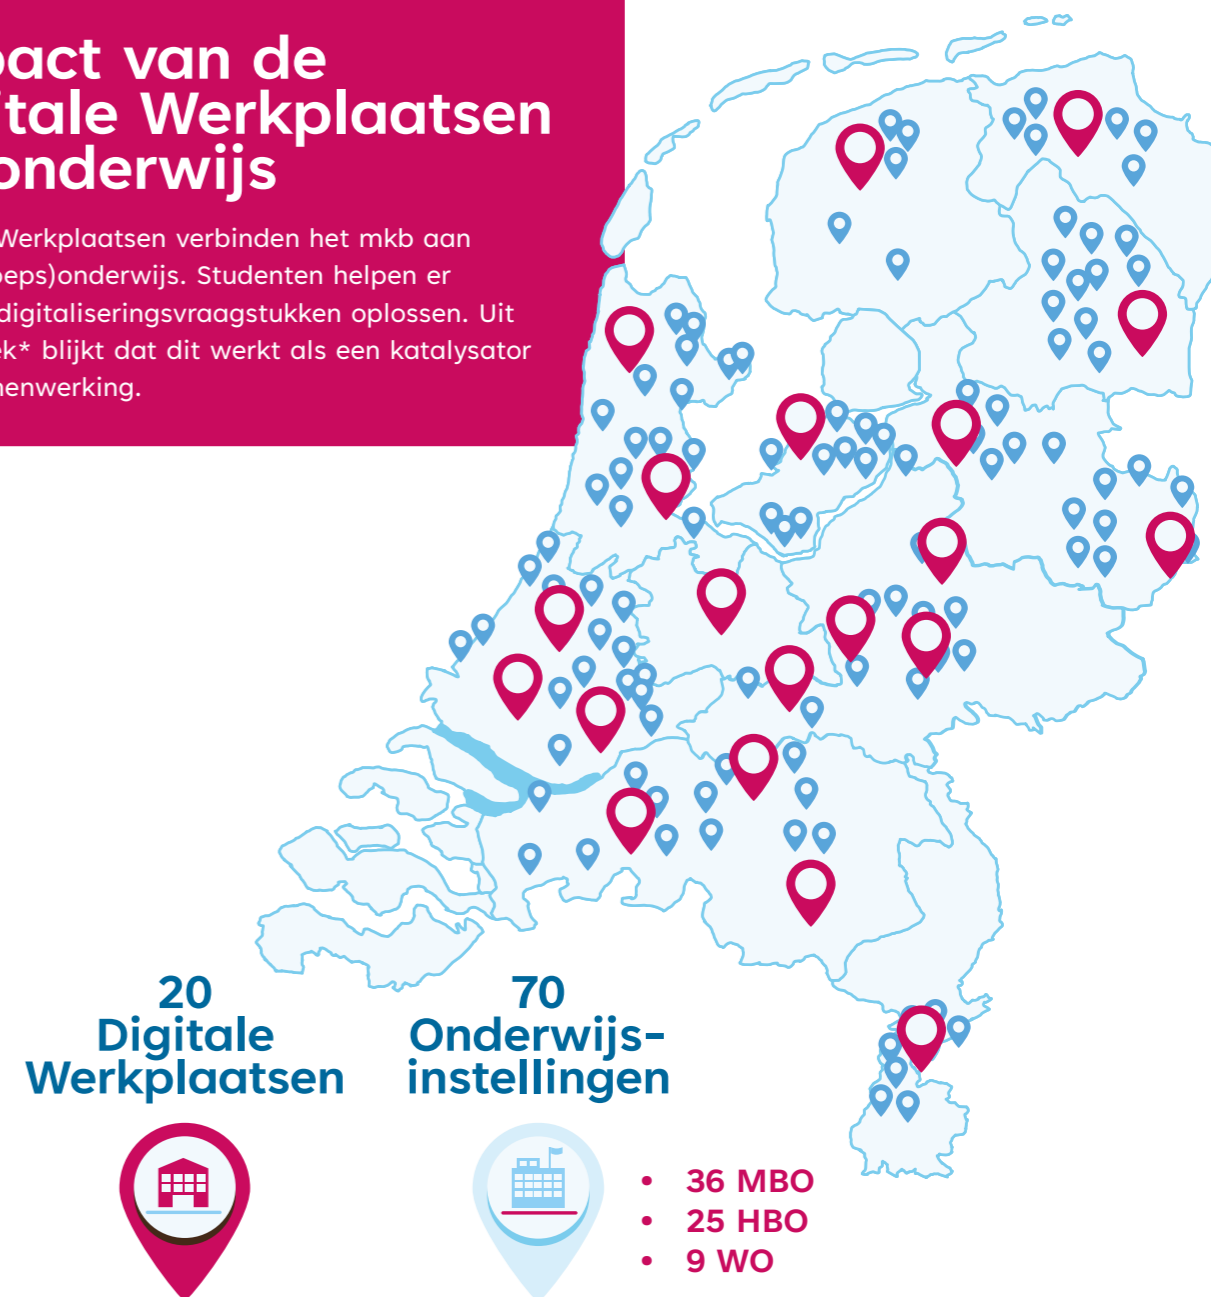 pact van de
itale Werkplaatsen
onderwijs
Werkplaatsen verbinden het mkb aan
eps)onderwijs. Studenten helpen er
digitaliseringsvraagstukken oplossen. Uit
ek* blijkt dat dit werkt als een katalysator
menwerking.
20
Digitale
Werkplaatsen
70
Onderwijs-
instellingen
• 36 MBO
• 25 HBO
• 9 WO